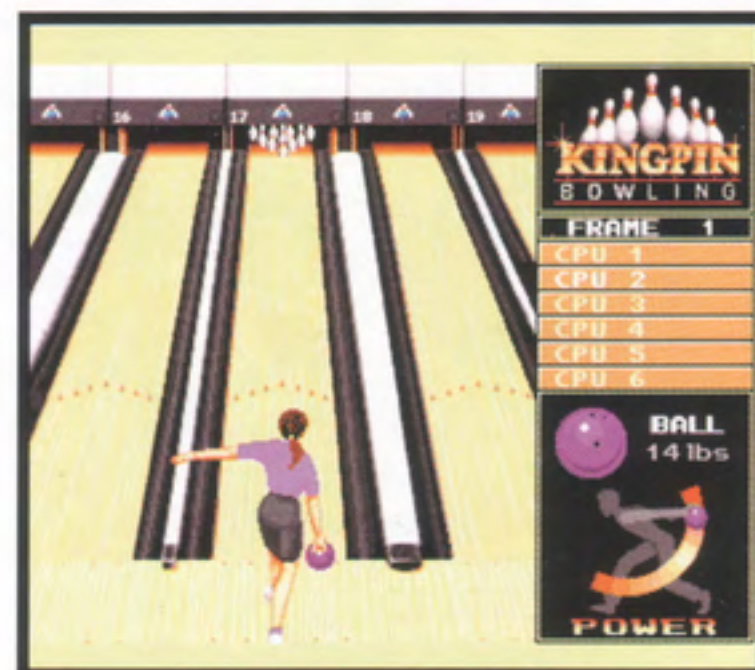 16 17 18 19
KINGPIN
BOWLING
FRAME 1
CPU 1
CPU 2
CPU 3
CPU 4
CPU 5
CPU 6
BALL
14 lbs
POWER